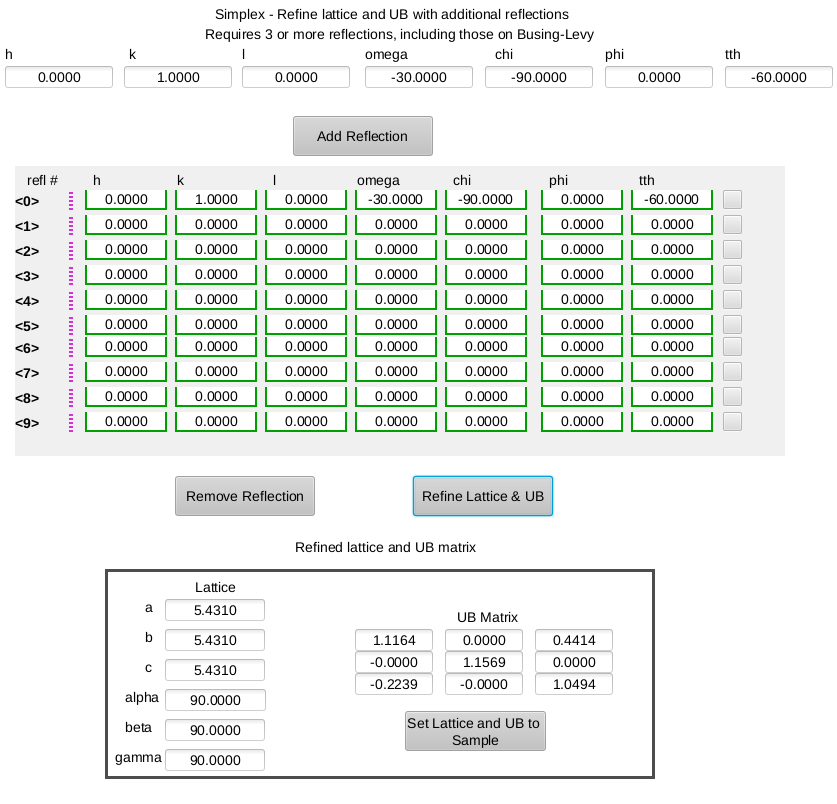 Simplex - Refine lattice and UB with additional reflections
Requires 3 or more reflections, including those on Busing-Levy
h k l omega chi phi tth
0.0000 1.0000 0.0000 -30.0000 -90.0000 0.0000 -60.0000
Add Reflection
refl # h k l omega chi phi tth
<0> 0.0000 1.0000 0.0000 -30.0000 -90.0000 0.0000 -60.0000
<1> 0.0000 0.0000 0.0000 0.0000 0.0000 0.0000 0.0000
<2> 0.0000 0.0000 0.0000 0.0000 0.0000 0.0000 0.0000
<3> 0.0000 0.0000 0.0000 0.0000 0.0000 0.0000 0.0000
<4> 0.0000 0.0000 0.0000 0.0000 0.0000 0.0000 0.0000
<5> 0.0000 0.0000 0.0000 0.0000 0.0000 0.0000 0.0000
<6> 0.0000 0.0000 0.0000 0.0000 0.0000 0.0000 0.0000
<7> 0.0000 0.0000 0.0000 0.0000 0.0000 0.0000 0.0000
<8> 0.0000 0.0000 0.0000 0.0000 0.0000 0.0000 0.0000
<9> 0.0000 0.0000 0.0000 0.0000 0.0000 0.0000 0.0000
Remove Reflection Refine Lattice & UB
Refined lattice and UB matrix
Lattice
a 5.4310
b 5.4310
c 5.4310
alpha 90.0000
beta 90.0000
gamma 90.0000
UB Matrix
1.1164 0.0000 0.4414
-0.0000 1.1569 0.0000
-0.2239 -0.0000 1.0494
Set Lattice and UB to
Sample